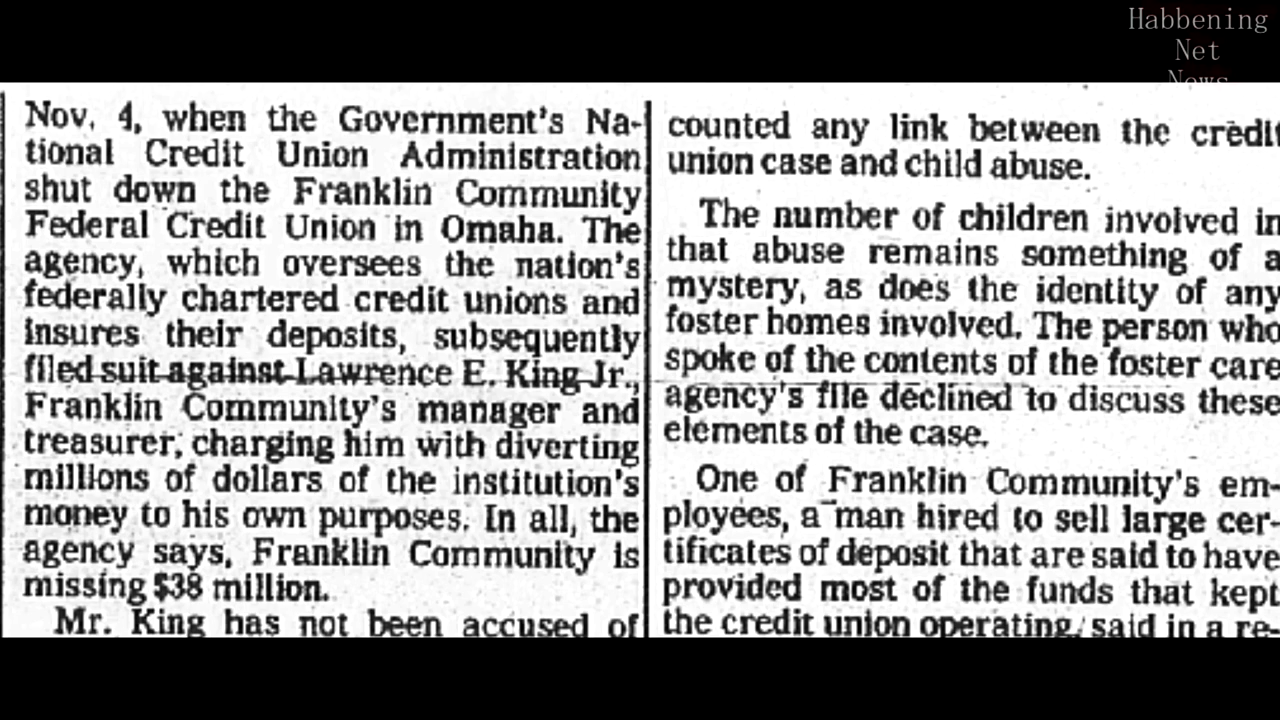 Habbening
Net
News
Nov. 4, when the Government's Na-
tional Credit Union Administration
shut down the Franklin Community
Federal Credit Union in Omaha. The
agency, which oversees the nation's
federally chartered credit unions and
insures their deposits, subsequently
filed suit against Lawrence E. King Jr.,
Franklin Community's manager and
treasurer, charging him with diverting
millions of dollars of the institution's
money to his own purposes. In all, the
agency says, Franklin Community is
missing $38 million.
Mr. King has not been accused of
counted any link between the credit
union case and child abuse.
The number of children involved in
that abuse remains something of a
mystery, as does the identity of any
foster homes involved. The person who
spoke of the contents of the foster care
agency's file declined to discuss these
elements of the case.
One of Franklin Community's em-
ployees, a man hired to sell large cer-
tificates of deposit that are said to have
provided most of the funds that kept
the credit union operating, said in a re-